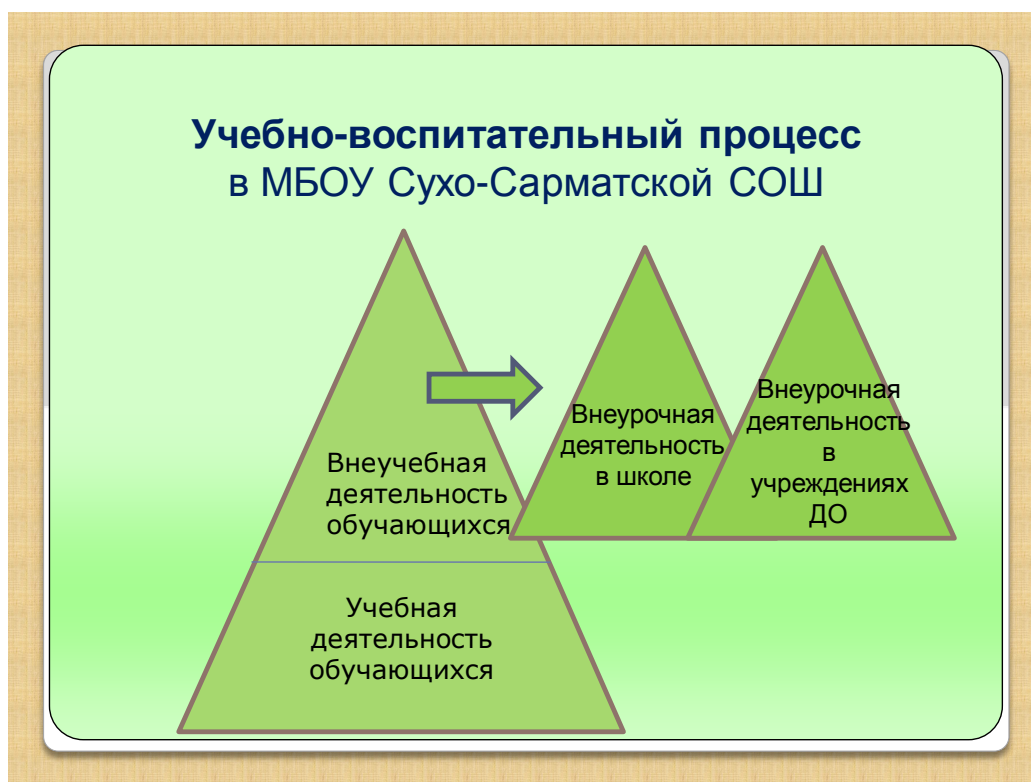 Учебно-воспитательный процесс
в МБОУ Сухо-Сарматской СОШ
Внеучебная
деятельность
обучающихся
Учебная
деятельность
обучающихся
Внеурочная
деятельность
в школе
Внеурочная
деятельность
в
учреждениях
ДО